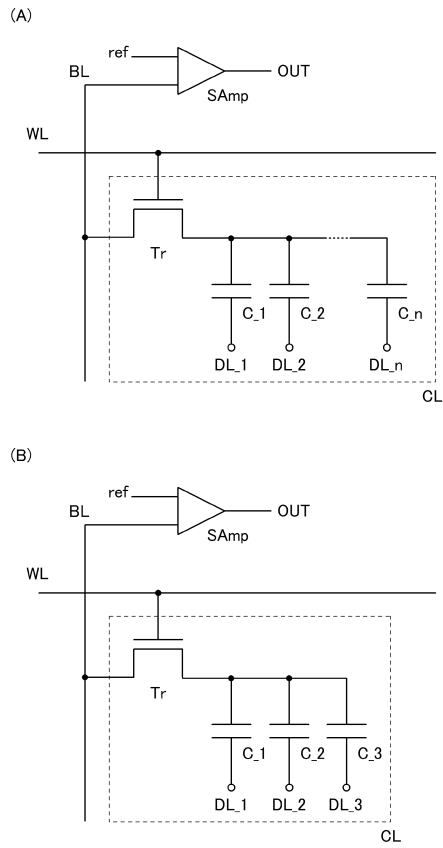 (A)
ref
BL
OUT
SAmp
WL
Tr
C_1
C_2
C_n
DL_1
DL_2
DL_n
CL
(B)
ref
BL
OUT
SAmp
WL
Tr
C_1
C_2
C_3
DL_1
DL_2
DL_3
CL